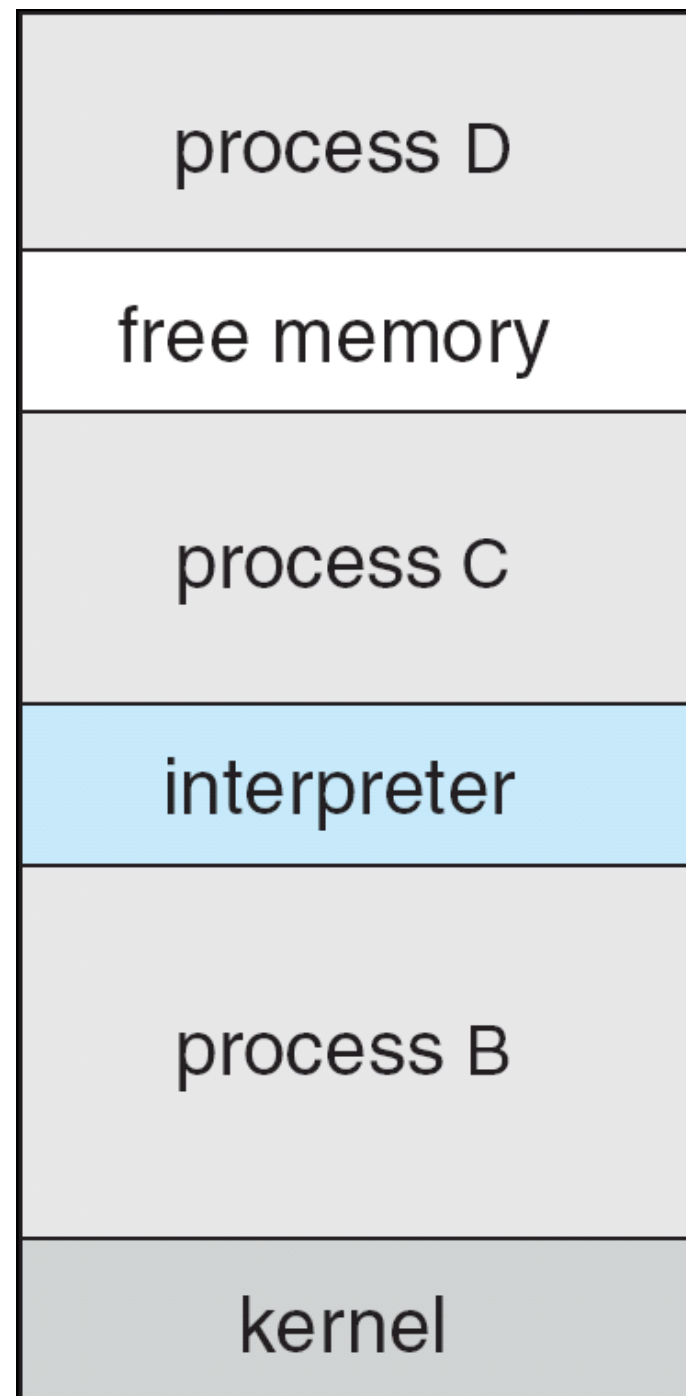 process D
free memory
process C
interpreter
process B
kernel